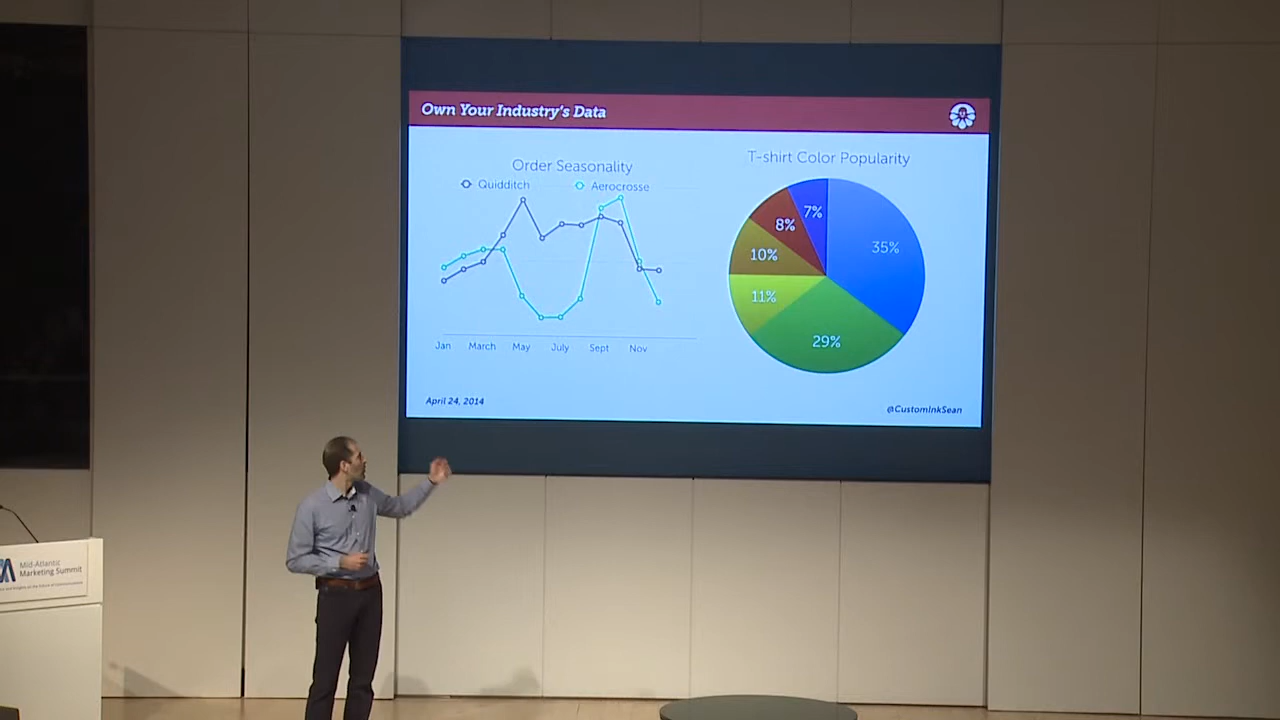 Own Your Industry's Data
Order Seasonality
Quidditch
Aerocrosse
Jan March May July Sept Nov
T-shirt Color Popularity
7%
8%
35%
10%
11%
29%
April 24, 2014
@CustomInkSean
Mid-Atlantic
Marketing Summit